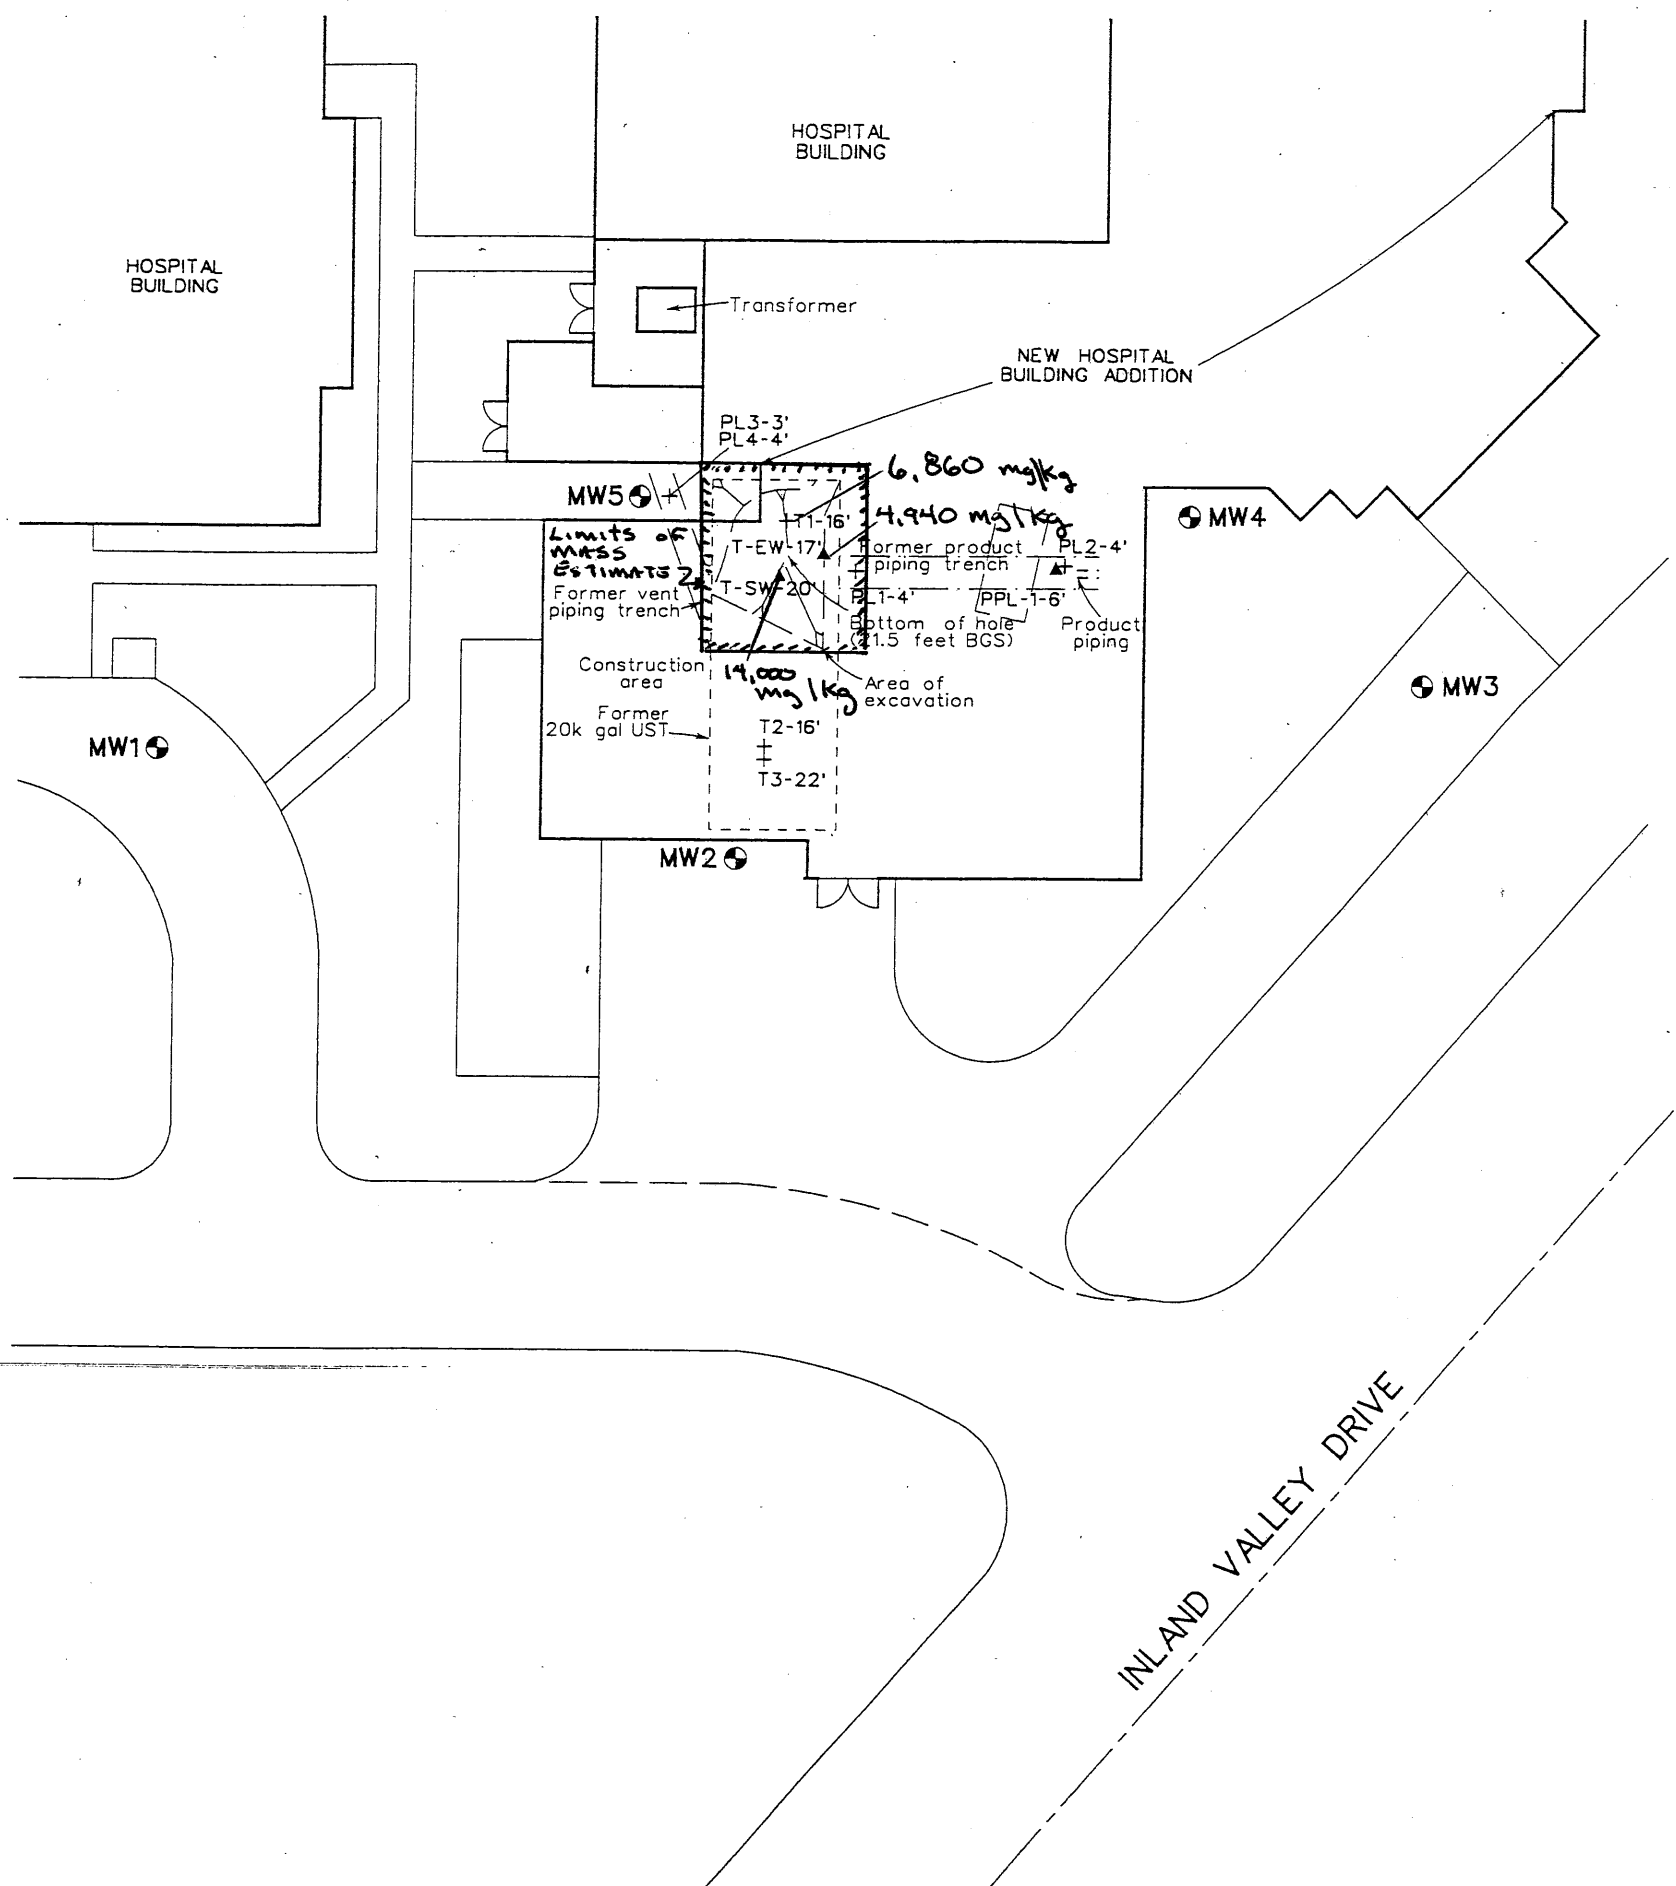 HOSPITAL
BUILDING
HOSPITAL
BUILDING
Transformer
NEW HOSPITAL
BUILDING ADDITION
PL3-3'
PL4-4'
6,860 mg/kg
MW5
MW4
T1-16'
4,940 mg/kg
Limits of
MASS
ESTIMATE
T-EW-17'
Former product
piping trench
PL2-4'
T-SW-20'
Former vent
piping trench
PL1-4'
PPL-1-6'
Bottom of hole
(21.5 feet BGS)
Product
piping
Construction
area
14,000
mg/kg
Area of
excavation
MW3
Former
20k gal UST
T2-16'
T3-22'
MW1
MW2
INLAND VALLEY DRIVE